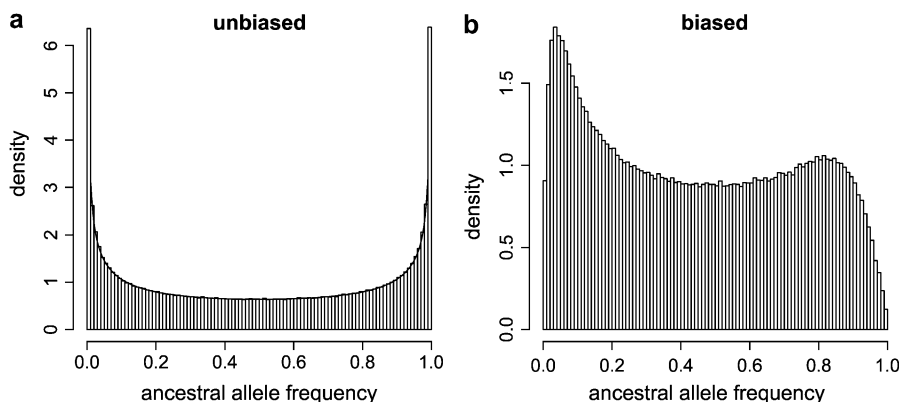 a
unbiased
density
0
1
2
3
4
5
6
0.0 0.2 0.4 0.6 0.8 1.0
ancestral allele frequency
b
biased
density
0.0
0.5
1.0
1.5
0.0 0.2 0.4 0.6 0.8 1.0
ancestral allele frequency